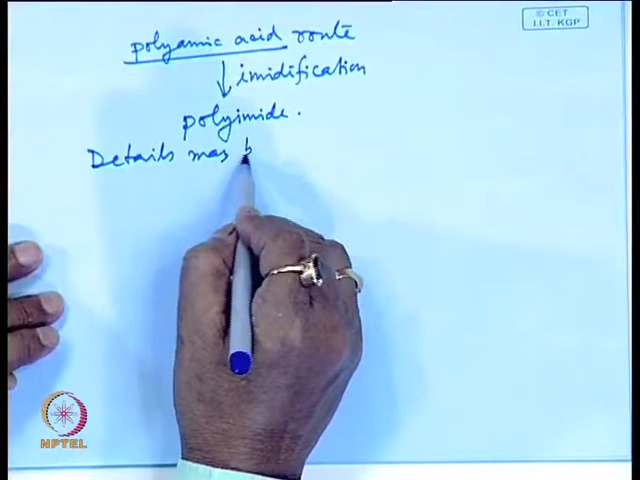 © CET
I.I.T. KGP
polyamic acid route
imidification
polyimide.
Details may b
NPTEL